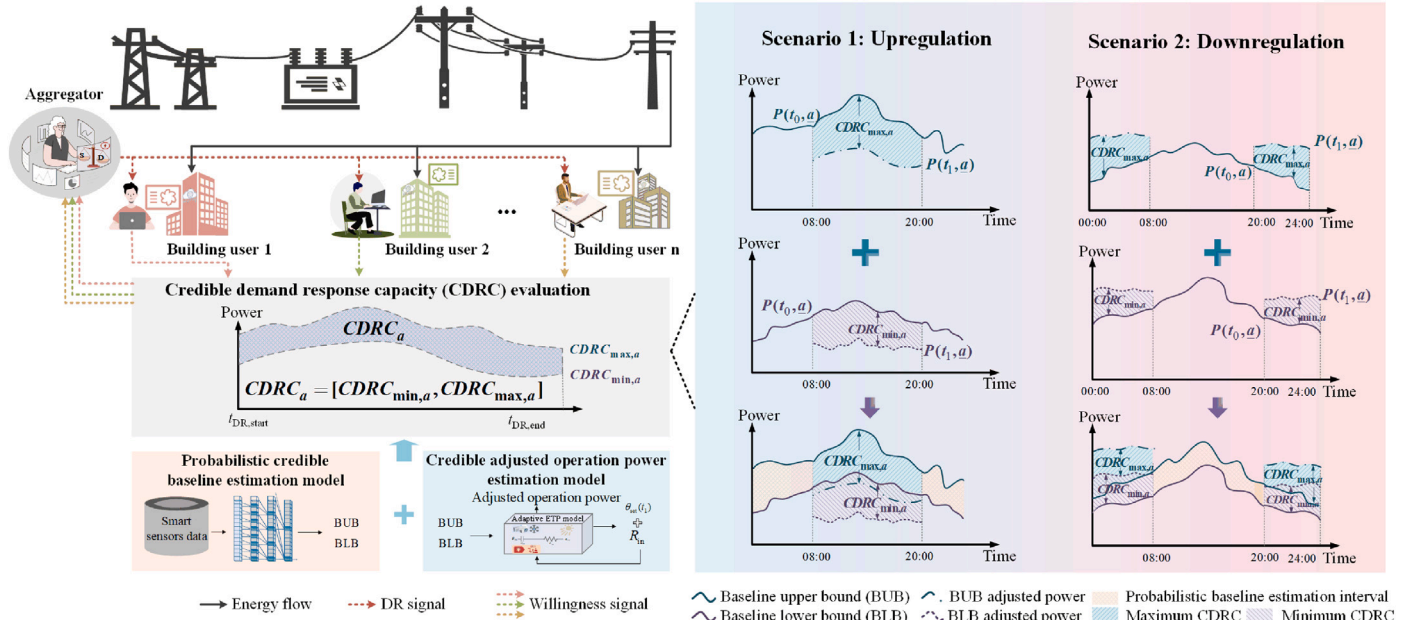 Aggregator
S
D
Building user 1
Building user 2
...
Building user n
Credible demand response capacity (CDRC) evaluation
Power
CDRC_a
CDRC_max,a
CDRC_min,a
CDRC_a = [CDRC_min,a, CDRC_max,a]
t_DR,start
t_DR,end
Probabilistic credible
baseline estimation model
Smart
sensors data
BUB
BLB
+
Credible adjusted operation power
estimation model
Adjusted operation power
BUB
BLB
Adaptive ETP model
θ_set(t_1)
+
R_in
Energy flow
DR signal
Willingness signal
Scenario 1: Upregulation
Power
P(t_0, a)
CDRC_max,a
P(t_1, a)
08:00
20:00
Time
+
P(t_0, a)
CDRC_min,a
P(t_1, a)
08:00
20:00
Time
Power
CDRC_max,a
CDRC_min,a
08:00
20:00
Time
Scenario 2: Downregulation
Power
CDRC_max,a
P(t_0, a)
CDRC_max,a
P(t_1, a)
00:00
08:00
20:00
24:00
Time
+
Power
CDRC_min,a
P(t_0, a)
CDRC_min,a
P(t_1, a)
00:00
08:00
20:00
24:00
Time
Power
CDRC_max,a
CDRC_min,a
CDRC_max,a
CDRC_min,a
08:00
20:00
24:00
Time
Baseline upper bound (BUB)
BUB adjusted power
Probabilistic baseline estimation interval
Baseline lower bound (BLB)
BLB adjusted power
Maximum CDRC
Minimum CDRC